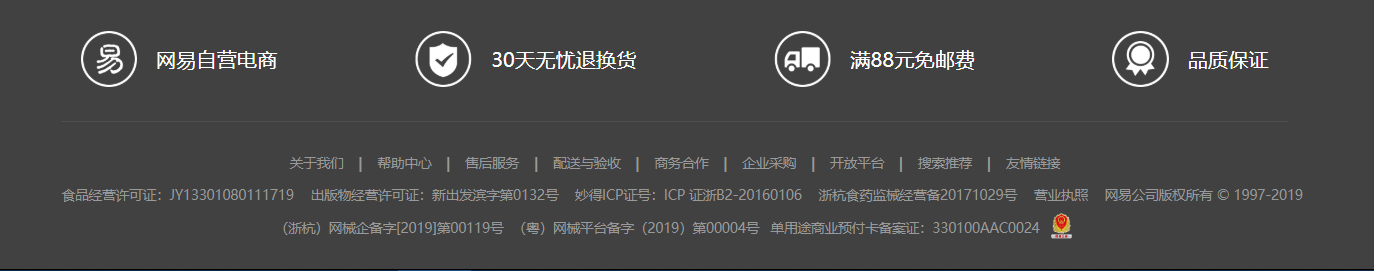 易 网易自营电商 30天无忧退换货 满88元免邮费 品质保证
关于我们 | 帮助中心 | 售后服务 | 配送与验收 | 商务合作 | 企业采购 | 开放平台 | 搜索推荐 | 友情链接
食品经营许可证：JY13301080111719 出版物经营许可证：新出发滨字第0132号 妙得ICP证号：ICP 证浙B2-20160106 浙杭食药监械经营备20171029号 营业执照 网易公司版权所有 © 1997-2019
（浙杭）网械企备字[2019]第00119号 （粤）网械平台备字（2019）第00004号 单用途商业预付卡备案证：330100AAC0024